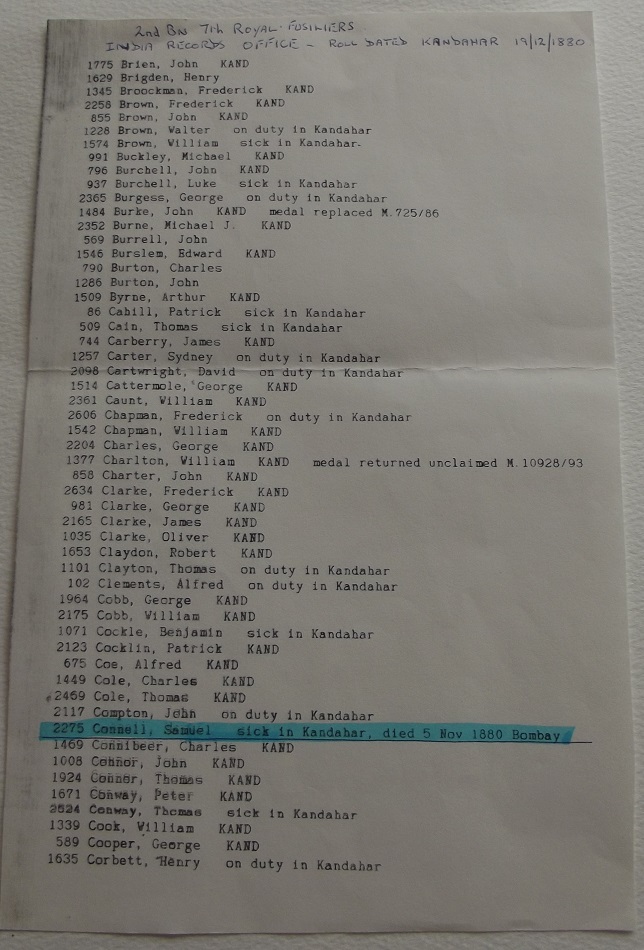 2nd Bn 7th Royal Fusiliers
India Records Office - Roll dated Kandahar 19/12/1880
1775 Brien, John KAND
1629 Brigden, Henry
1345 Broockman, Frederick KAND
2258 Brown, Frederick KAND
855 Brown, John KAND
1228 Brown, Walter on duty in Kandahar
1574 Brown, William sick in Kandahar.
991 Buckley, Michael KAND
796 Burchell, John KAND
937 Burchell, Luke sick in Kandahar
2365 Burgess, George on duty in Kandahar
1484 Burke, John KAND medal replaced M.725/86
2352 Burne, Michael J. KAND
569 Burrell, John
1546 Burslem, Edward KAND
790 Burton, Charles
1286 Burton, John
1509 Byrne, Arthur KAND
86 Cahill, Patrick sick in Kandahar
509 Cain, Thomas sick in Kandahar
744 Carberry, James KAND
1257 Carter, Sydney on duty in Kandahar
2098 Cartwright, David on duty in Kandahar
1514 Cattermole, George KAND
2361 Caunt, William KAND
2606 Chapman, Frederick on duty in Kandahar
1542 Chapman, William KAND
2204 Charles, George KAND
1377 Charlton, William KAND medal returned unclaimed M.10928/93
858 Charter, John KAND
2634 Clarke, Frederick KAND
981 Clarke, George KAND
2165 Clarke, James KAND
1035 Clarke, Oliver KAND
1653 Claydon, Robert KAND
1101 Clayton, Thomas on duty in Kandahar
102 Clements, Alfred on duty in Kandahar
1964 Cobb, George KAND
2175 Cobb, William KAND
1071 Cockle, Benjamin sick in Kandahar
2123 Cocklin, Patrick KAND
675 Coe, Alfred KAND
1449 Cole, Charles KAND
2469 Cole, Thomas KAND
2117 Compton, John on duty in Kandahar
2275 Connell, Samuel sick in Kandahar, died 5 Nov 1880 Bombay
1469 Connibeer, Charles KAND
1008 Connor, John KAND
1924 Connor, Thomas KAND
1671 Conway, Peter KAND
2524 Conway, Thomas sick in Kandahar
1339 Cook, William KAND
589 Cooper, George KAND
1635 Corbett, Henry on duty in Kandahar